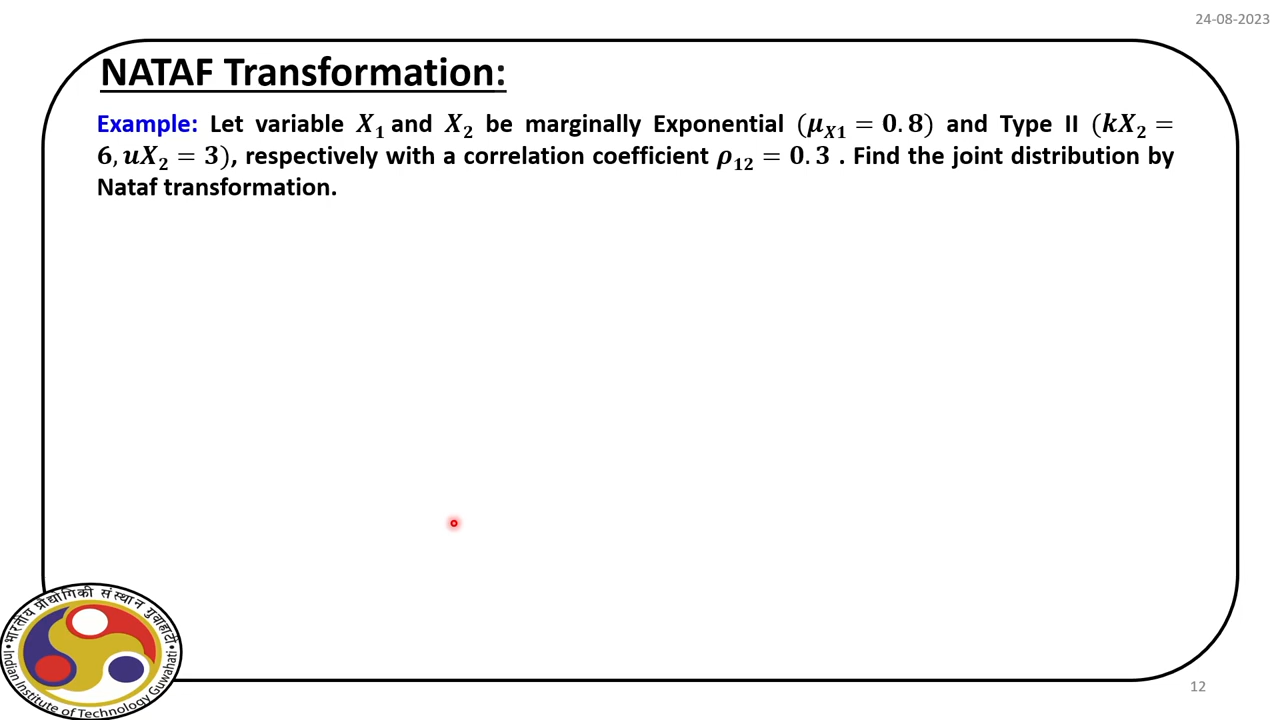 24-08-2023
NATAF Transformation:
Example: Let variable X₁ and X₂ be marginally Exponential (μ_X1 = 0.8) and Type II (kX₂ =
6, uX₂ = 3), respectively with a correlation coefficient ρ₁₂ = 0.3 . Find the joint distribution by
Nataf transformation.
भारतीय प्रौद्योगिकी संस्थान गुवाहाटी
Indian Institute of Technology Guwahati
12